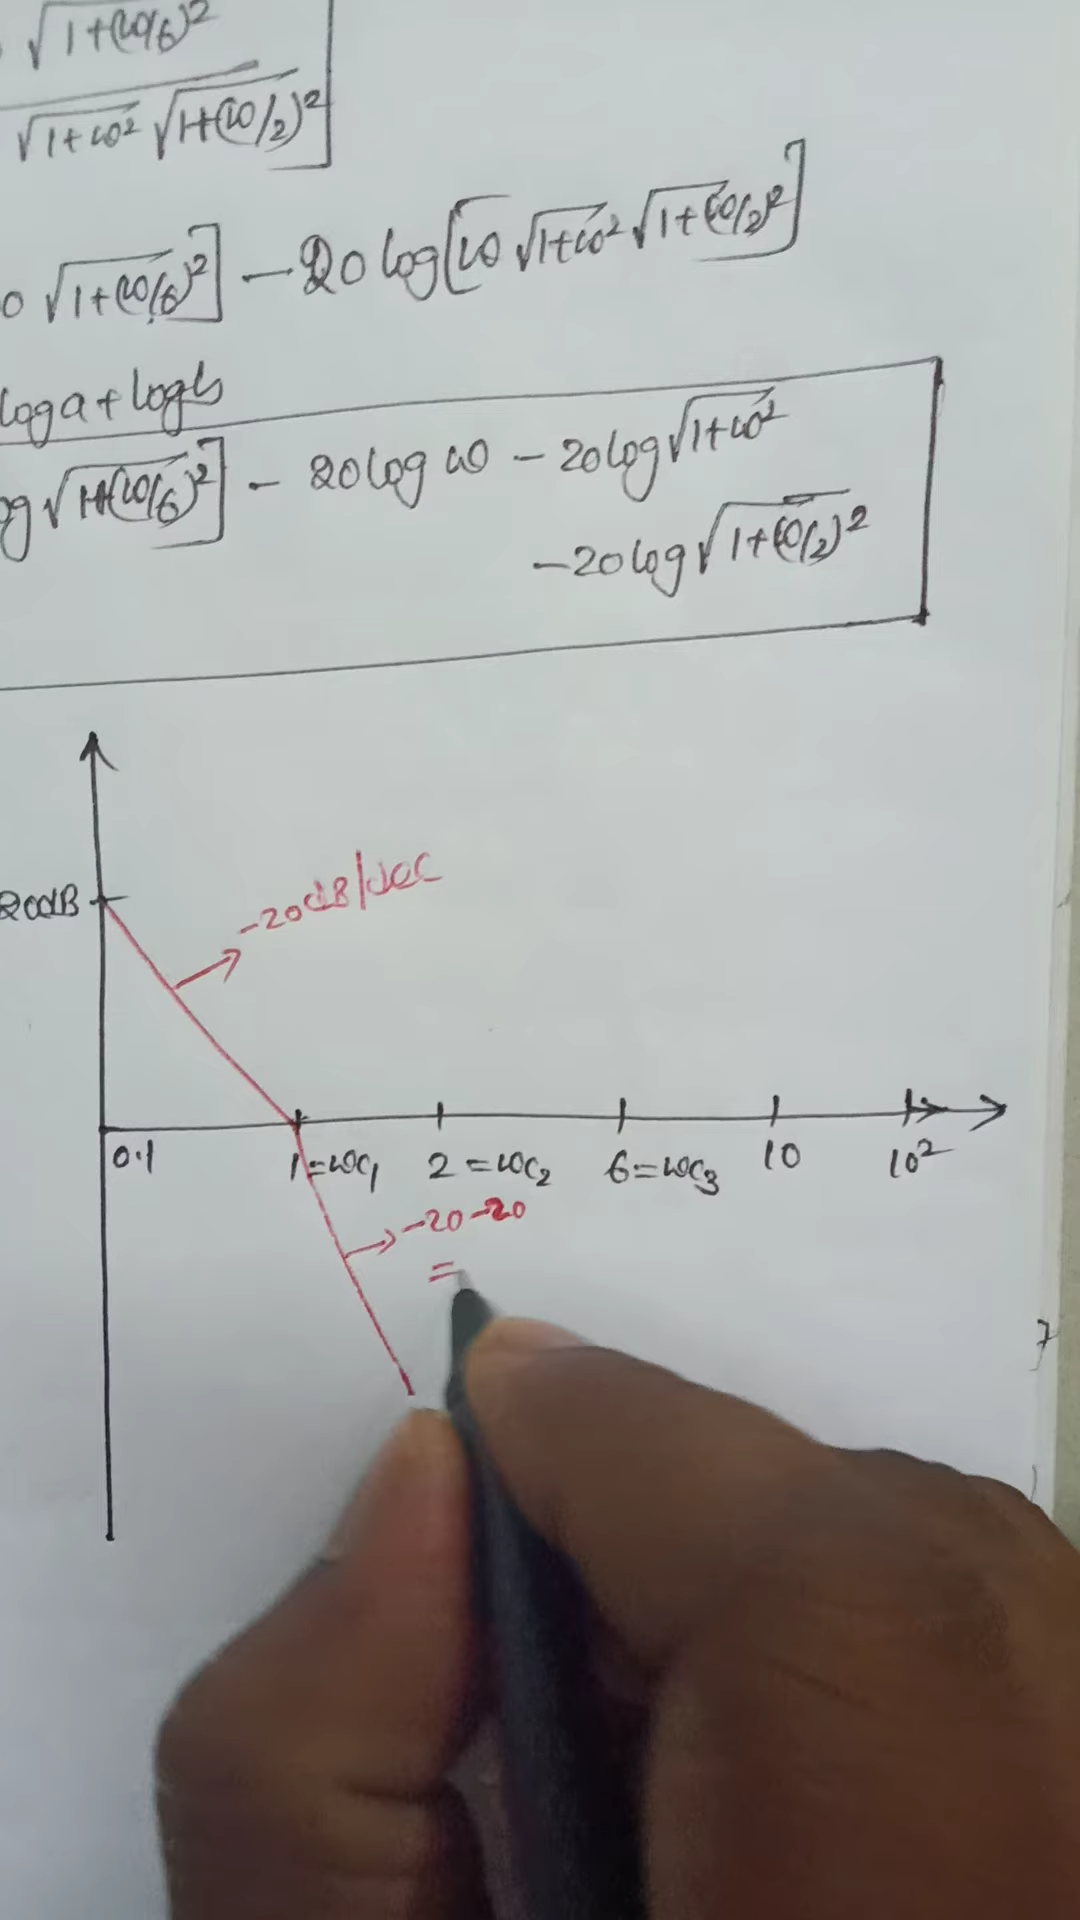 √1+(ω/6)²
√1+ω² √1+(ω/2)² ]
0 √1+(ω/6)² ] - 20 log[ω √1+ω² √1+(ω/2)²]
log a + log b
g √1+(ω/6)² ] - 20 log ω - 20 log √1+ω²
- 20 log √1+(ω/2)²
20dB
-20dB/dec
0.1 1=ωc₁ 2=ωc₂ 6=ωc₃ 10 10²
-20-20
=